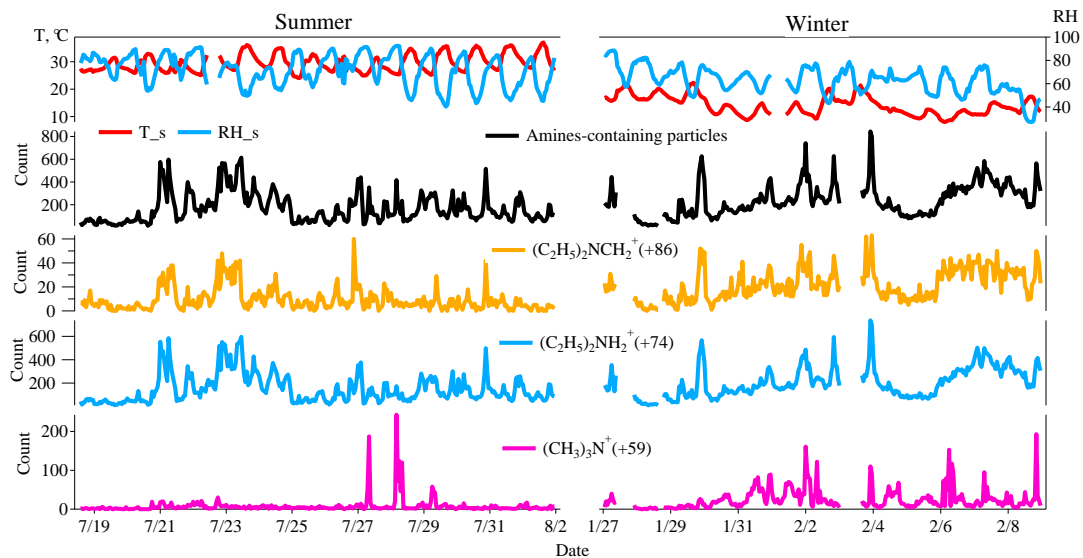 Summer
Winter
T, °C
RH
30
20
10
100
80
60
40
T_s
RH_s
Amines-containing particles
Count
800
600
400
200
(C2H5)2NCH2+(+86)
Count
60
40
20
0
(C2H5)2NH2+(+74)
Count
600
400
200
(CH3)3N+(+59)
Count
200
100
0
7/19 7/21 7/23 7/25 7/27 7/29 7/31 8/2 1/27 1/29 1/31 2/2 2/4 2/6 2/8
Date